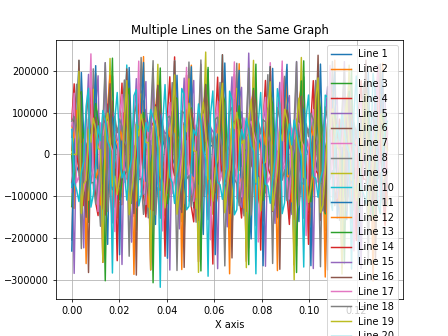 Multiple Lines on the Same Graph
200000
100000
0
−100000
−200000
−300000
0.00
0.02
0.04
0.06
0.08
0.10
X axis
Line 1
Line 2
Line 3
Line 4
Line 5
Line 6
Line 7
Line 8
Line 9
Line 10
Line 11
Line 12
Line 13
Line 14
Line 15
Line 16
Line 17
Line 18
Line 19
Line 20